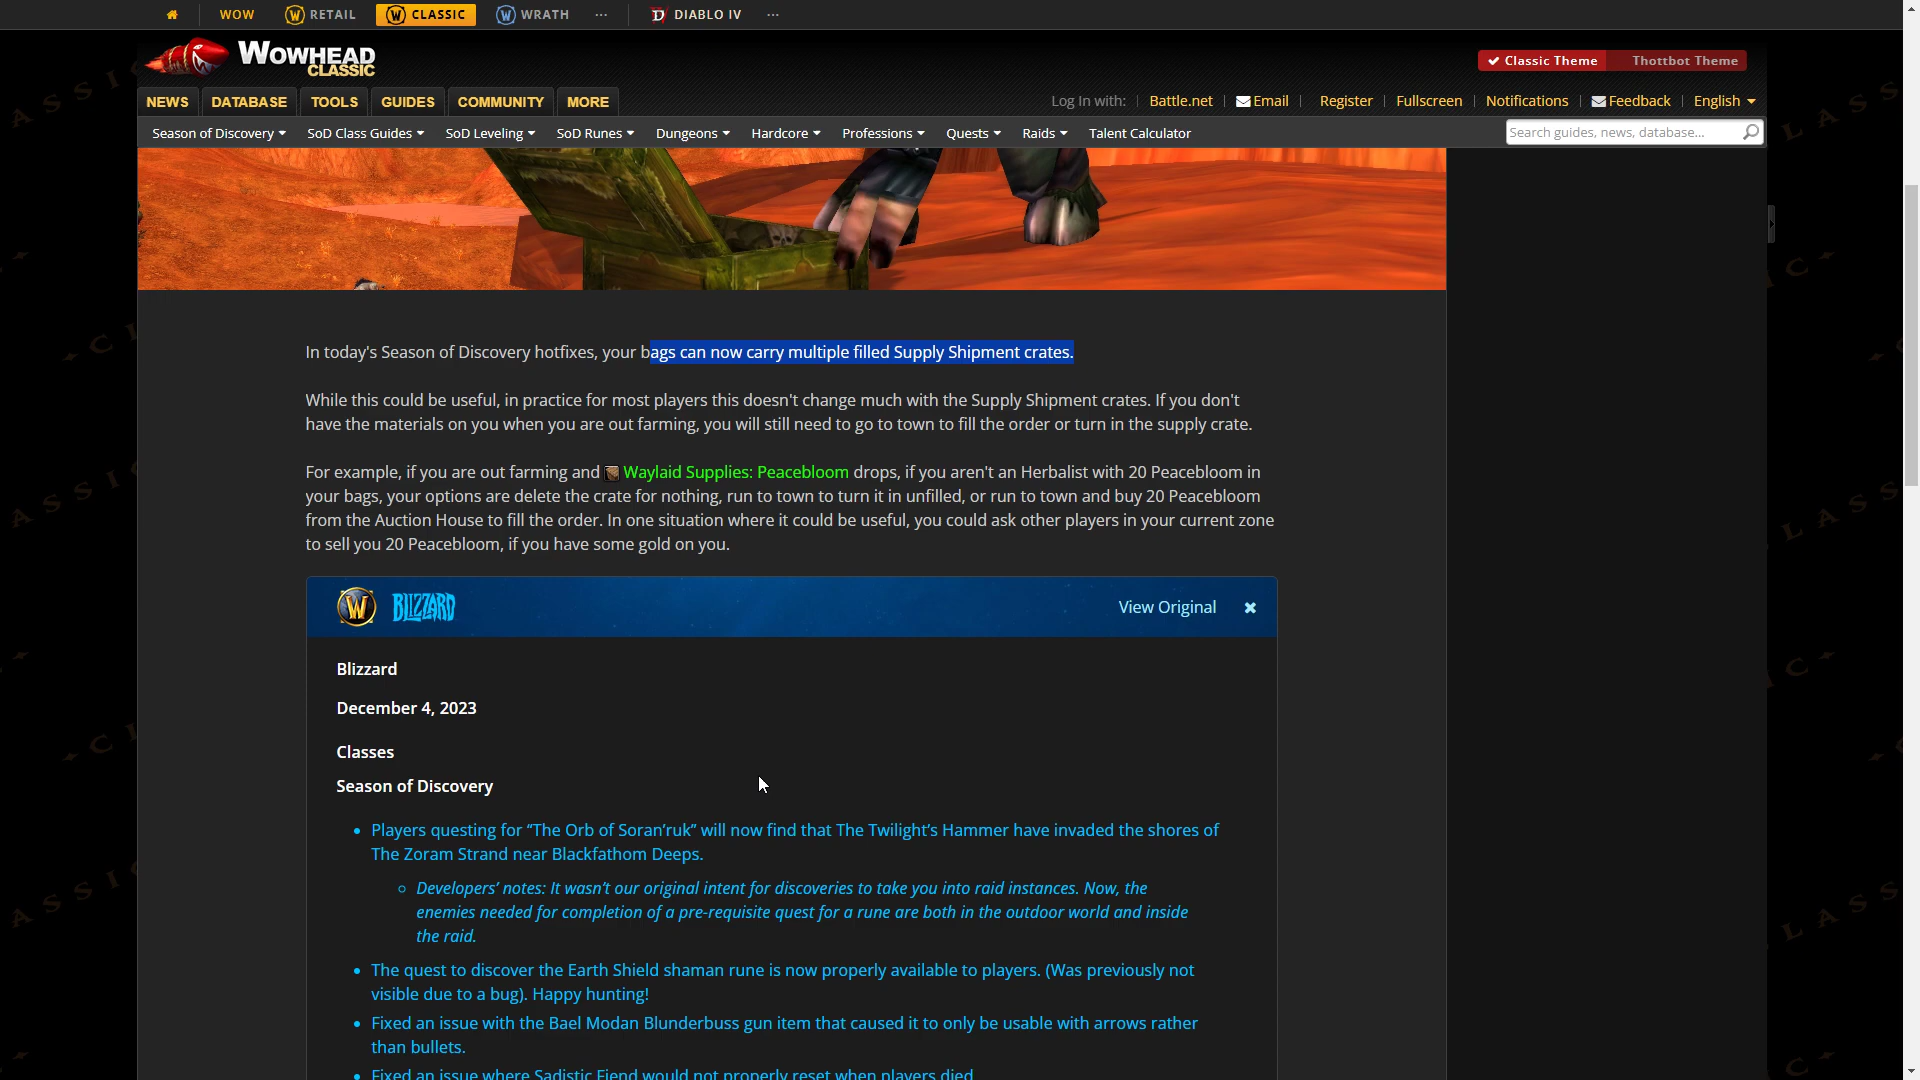 WOW RETAIL CLASSIC WRATH ... DIABLO IV ...
WOWHEAD
CLASSIC
Classic Theme Thottbot Theme
NEWS DATABASE TOOLS GUIDES COMMUNITY MORE
Log In with: Battle.net Email Register Fullscreen Notifications Feedback English
Season of Discovery SoD Class Guides SoD Leveling SoD Runes Dungeons Hardcore Professions Quests Raids Talent Calculator Search guides, news, database...
In today's Season of Discovery hotfixes, your bags can now carry multiple filled Supply Shipment crates.
While this could be useful, in practice for most players this doesn't change much with the Supply Shipment crates. If you don't
have the materials on you when you are out farming, you will still need to go to town to fill the order or turn in the supply crate.
For example, if you are out farming and Waylaid Supplies: Peacebloom drops, if you aren't an Herbalist with 20 Peacebloom in
your bags, your options are delete the crate for nothing, run to town to turn it in unfilled, or run to town and buy 20 Peacebloom
from the Auction House to fill the order. In one situation where it could be useful, you could ask other players in your current zone
to sell you 20 Peacebloom, if you have some gold on you.
BLIZZARD View Original
Blizzard
December 4, 2023
Classes
Season of Discovery
• Players questing for “The Orb of Soran’ruk” will now find that The Twilight’s Hammer have invaded the shores of
The Zoram Strand near Blackfathom Deeps.
◦ Developers’ notes: It wasn’t our original intent for discoveries to take you into raid instances. Now, the
enemies needed for completion of a pre-requisite quest for a rune are both in the outdoor world and inside
the raid.
• The quest to discover the Earth Shield shaman rune is now properly available to players. (Was previously not
visible due to a bug). Happy hunting!
• Fixed an issue with the Bael Modan Blunderbuss gun item that caused it to only be usable with arrows rather
than bullets.
• Fixed an issue where Sadistic Fiend would not properly reset when players died